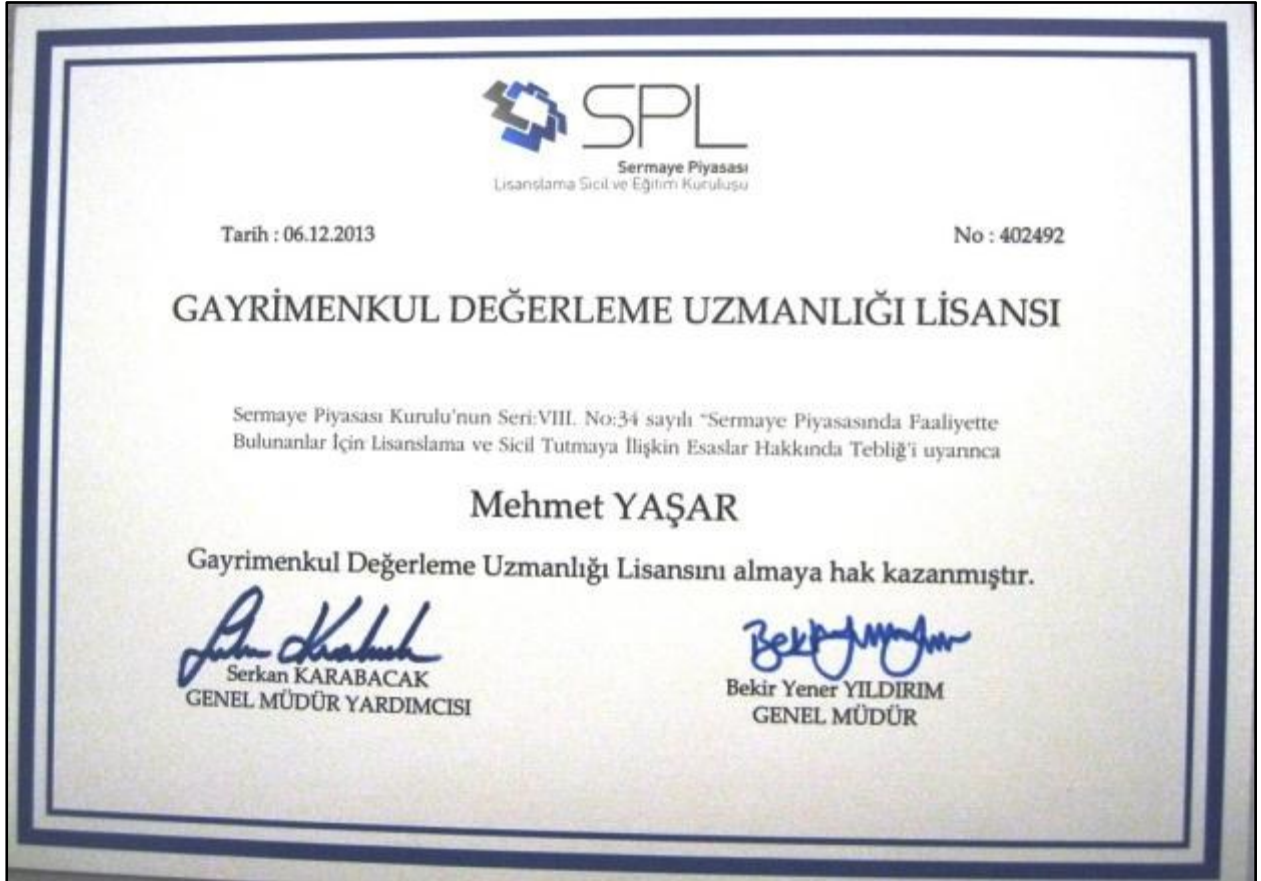 SPL
Sermaye Piyasası
Lisanslama Sicil ve Eğitim Kuruluşu
Tarih : 06.12.2013
No : 402492
GAYRİMENKUL DEĞERLEME UZMANLIĞI LİSANSI
Sermaye Piyasası Kurulu'nun Seri:VIII. No:34 sayılı "Sermaye Piyasasında Faaliyette
Bulunanlar İçin Lisanslama ve Sicil Tutmaya İlişkin Esaslar Hakkında Tebliğ'i uyarınca
Mehmet YAŞAR
Gayrimenkul Değerleme Uzmanlığı Lisansını almaya hak kazanmıştır.
Serkan KARABACAK
GENEL MÜDÜR YARDIMCISI
Bekir Yener YILDIRIM
GENEL MÜDÜR